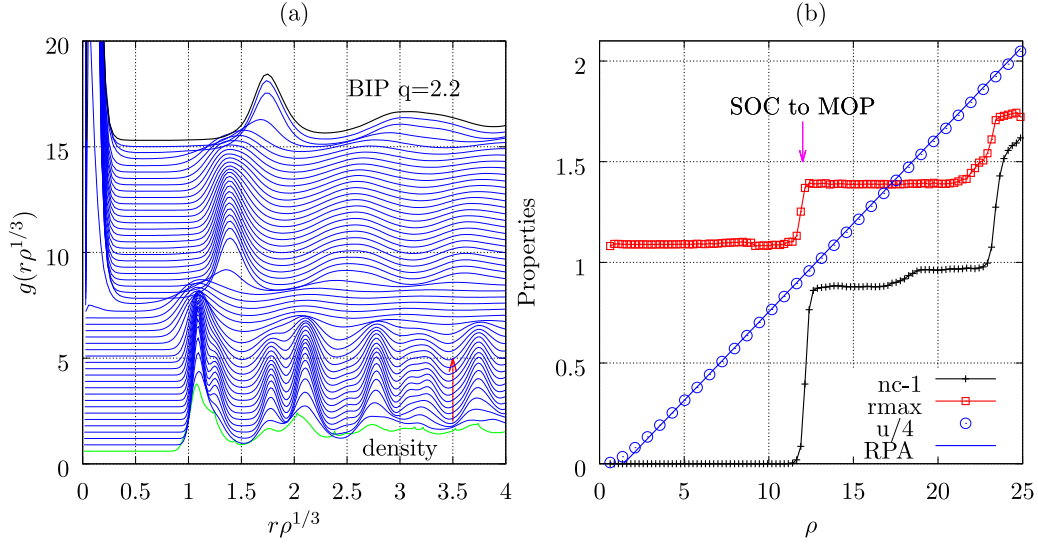 (a)
20
15
10
5
0
g(rρ^{1/3})
BIP q=2.2
density
0 0.5 1 1.5 2 2.5 3 3.5 4
rρ^{1/3}
(b)
2
1.5
1
0.5
0
Properties
SOC to MOP
nc-1
rmax
u/4
RPA
0 5 10 15 20 25
ρ